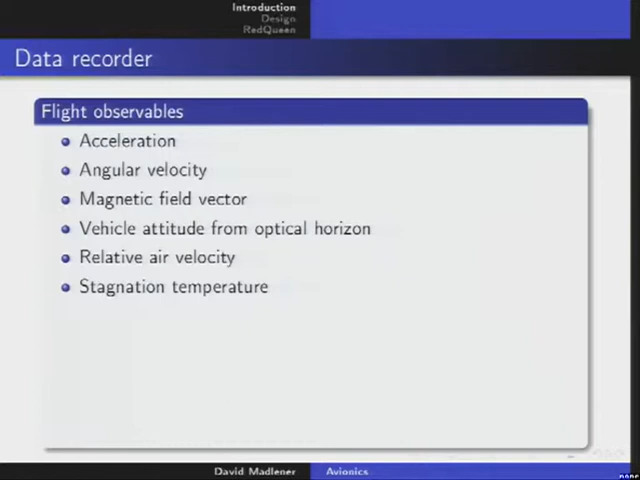 Introduction
Design
RedQueen
Data recorder
Flight observables
Acceleration
Angular velocity
Magnetic field vector
Vehicle attitude from optical horizon
Relative air velocity
Stagnation temperature
David Madlener
Avionics